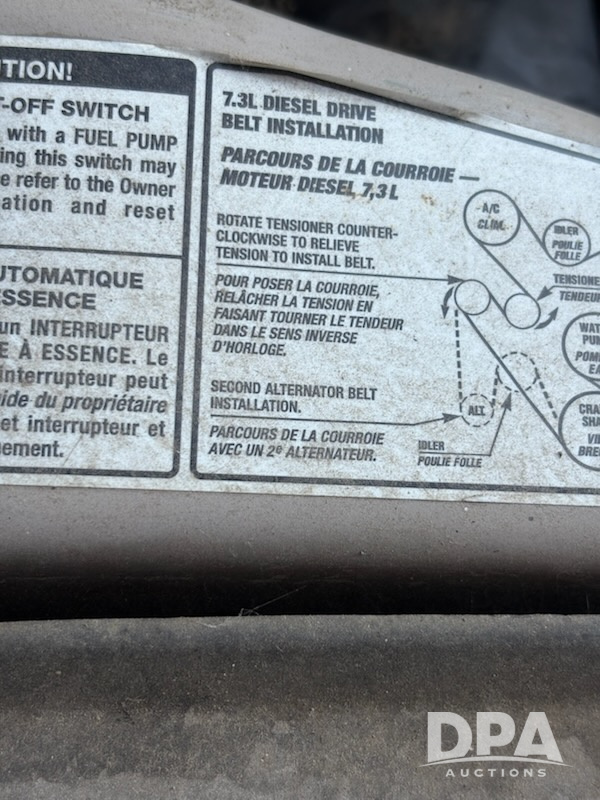 UTION!
T-OFF SWITCH
with a FUEL PUMP
ing this switch may
e refer to the Owner
ation and reset
UTOMATIQUE
ESSENCE
un INTERRUPTEUR
E À ESSENCE. Le
interrupteur peut
uide du propriétaire
et interrupteur et
nement.
7.3L DIESEL DRIVE
BELT INSTALLATION
PARCOURS DE LA COURROIE —
MOTEUR DIESEL 7,3 L
ROTATE TENSIONER COUNTER-
CLOCKWISE TO RELIEVE
TENSION TO INSTALL BELT.
POUR POSER LA COURROIE,
RELÂCHER LA TENSION EN
FAISANT TOURNER LE TENDEUR
DANS LE SENS INVERSE
D'HORLOGE.
SECOND ALTERNATOR BELT
INSTALLATION.
PARCOURS DE LA COURROIE
AVEC UN 2e ALTERNATEUR.
A/C
CLIM.
IDLER
POULIE
FOLLE
TENSIONE
TENDEU
WAT
PUM
POMP
EA
ALT.
IDLER
POULIE FOLLE
CRA
SHA
VIL
BREQ
DPA
AUCTIONS